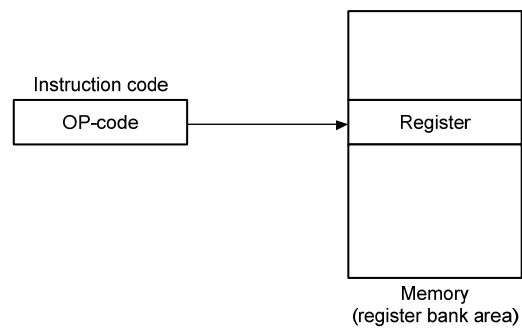 Instruction code
OP-code
Register
Memory
(register bank area)